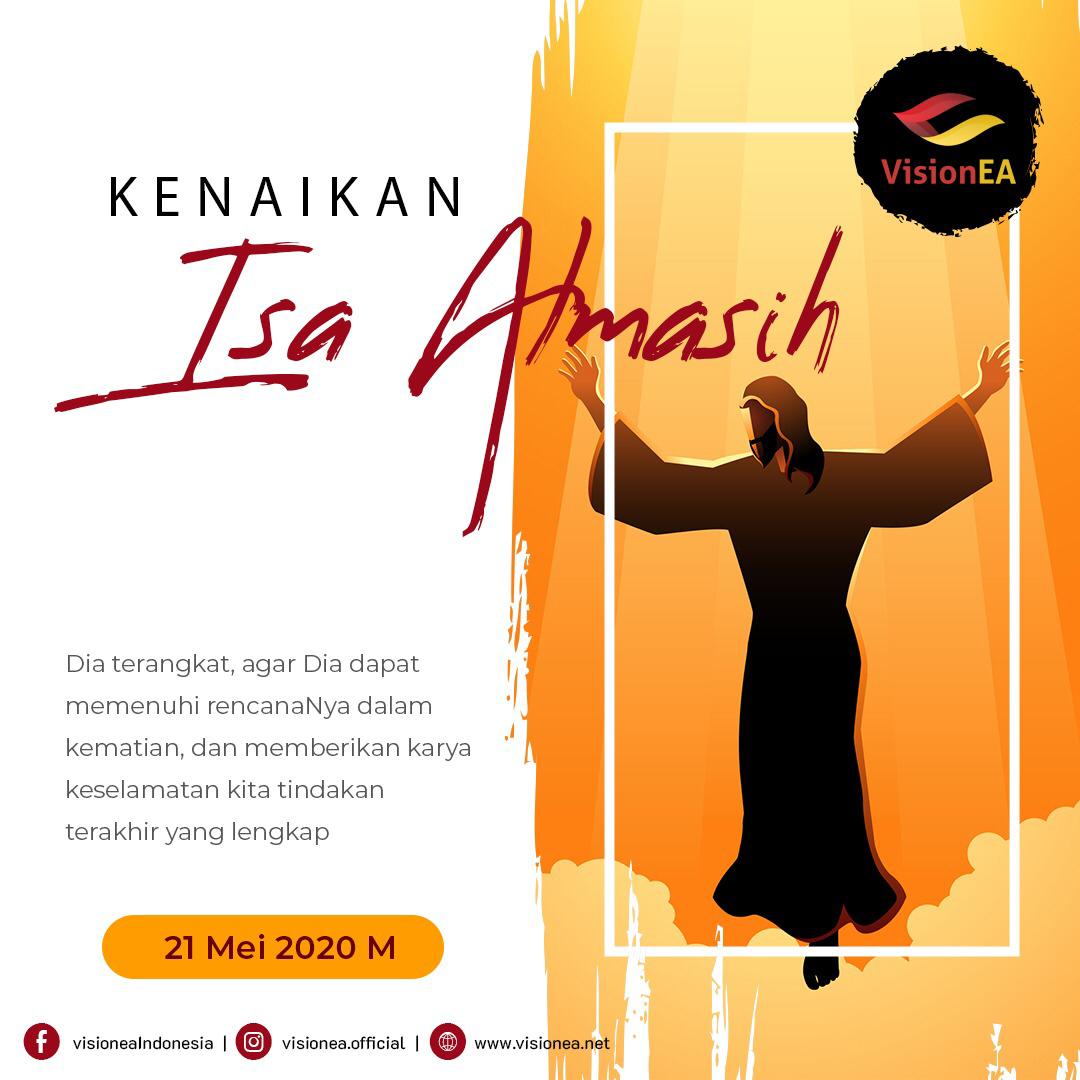 VisionEA
KENAIKAN
Isa Almasih
Dia terangkat, agar Dia dapat
memenuhi rencanaNya dalam
kematian, dan memberikan karya
keselamatan kita tindakan
terakhir yang lengkap
21 Mei 2020 M
visioneaIndonesia | visionea.official | www.visionea.net